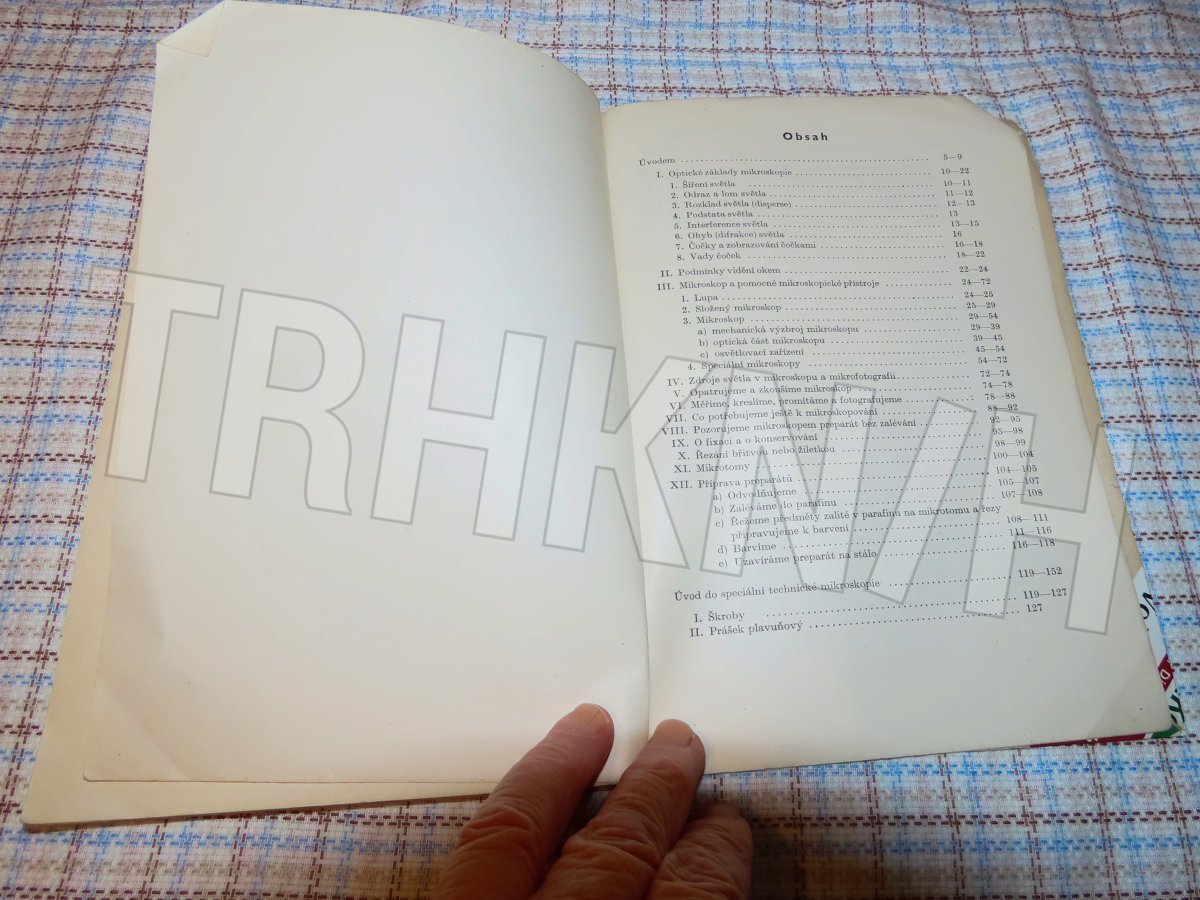 Obsah
Úvodem 5—9
I. Optické základy mikroskopie 10—22
1. Šíření světla 10—11
2. Odraz a lom světla 11—12
3. Rozklad světla (disperse) 12—13
4. Podstata světla 13
5. Interference světla 13—15
6. Ohyb (difrakce) světla 16
7. Čočky a zobrazování čočkami 16—18
8. Vady čoček 18—22
II. Podmínky vidění okem 22—24
III. Mikroskop a pomocné mikroskopické přístroje 24—72
1. Lupa 24—25
2. Složený mikroskop 25—29
3. Mikroskop 29—54
a) mechanická výzbroj mikroskopu 29—39
b) optická část mikroskopu 39—45
c) osvětlovací zařízení 45—54
4. Speciální mikroskopy 54—72
IV. Zdroje světla v mikroskopu a mikrofotografii 72—74
V. Opatrujeme a zkoušíme mikroskop 74—78
VI. Měříme, kreslíme, promítáme i fotografujeme 78—88
VII. Co potřebujeme ještě k mikroskopování 88—92
VIII. Pozorujeme mikroskopem preparát bez zalévání 92—95
IX. O fixaci a o konservování 95—98
X. Řezání břitvou nebo žiletkou 98—99
XI. Mikrotomy 100—104
XII. Příprava preparátů 104—105
a) Odvodňujeme 105—107
b) Zaléváme do parafinu 107—108
c) Řežeme předměty zalité v parafinu na mikrotomu a řezy
připravujeme k barvení 108—111
d) Barvíme 111—116
e) Uzavíráme preparát na stálo 116—118
Úvod do speciální technické mikroskopie 119—152
I. Škroby 119—127
II. Prášek plavuňový 127
TRHKNIH